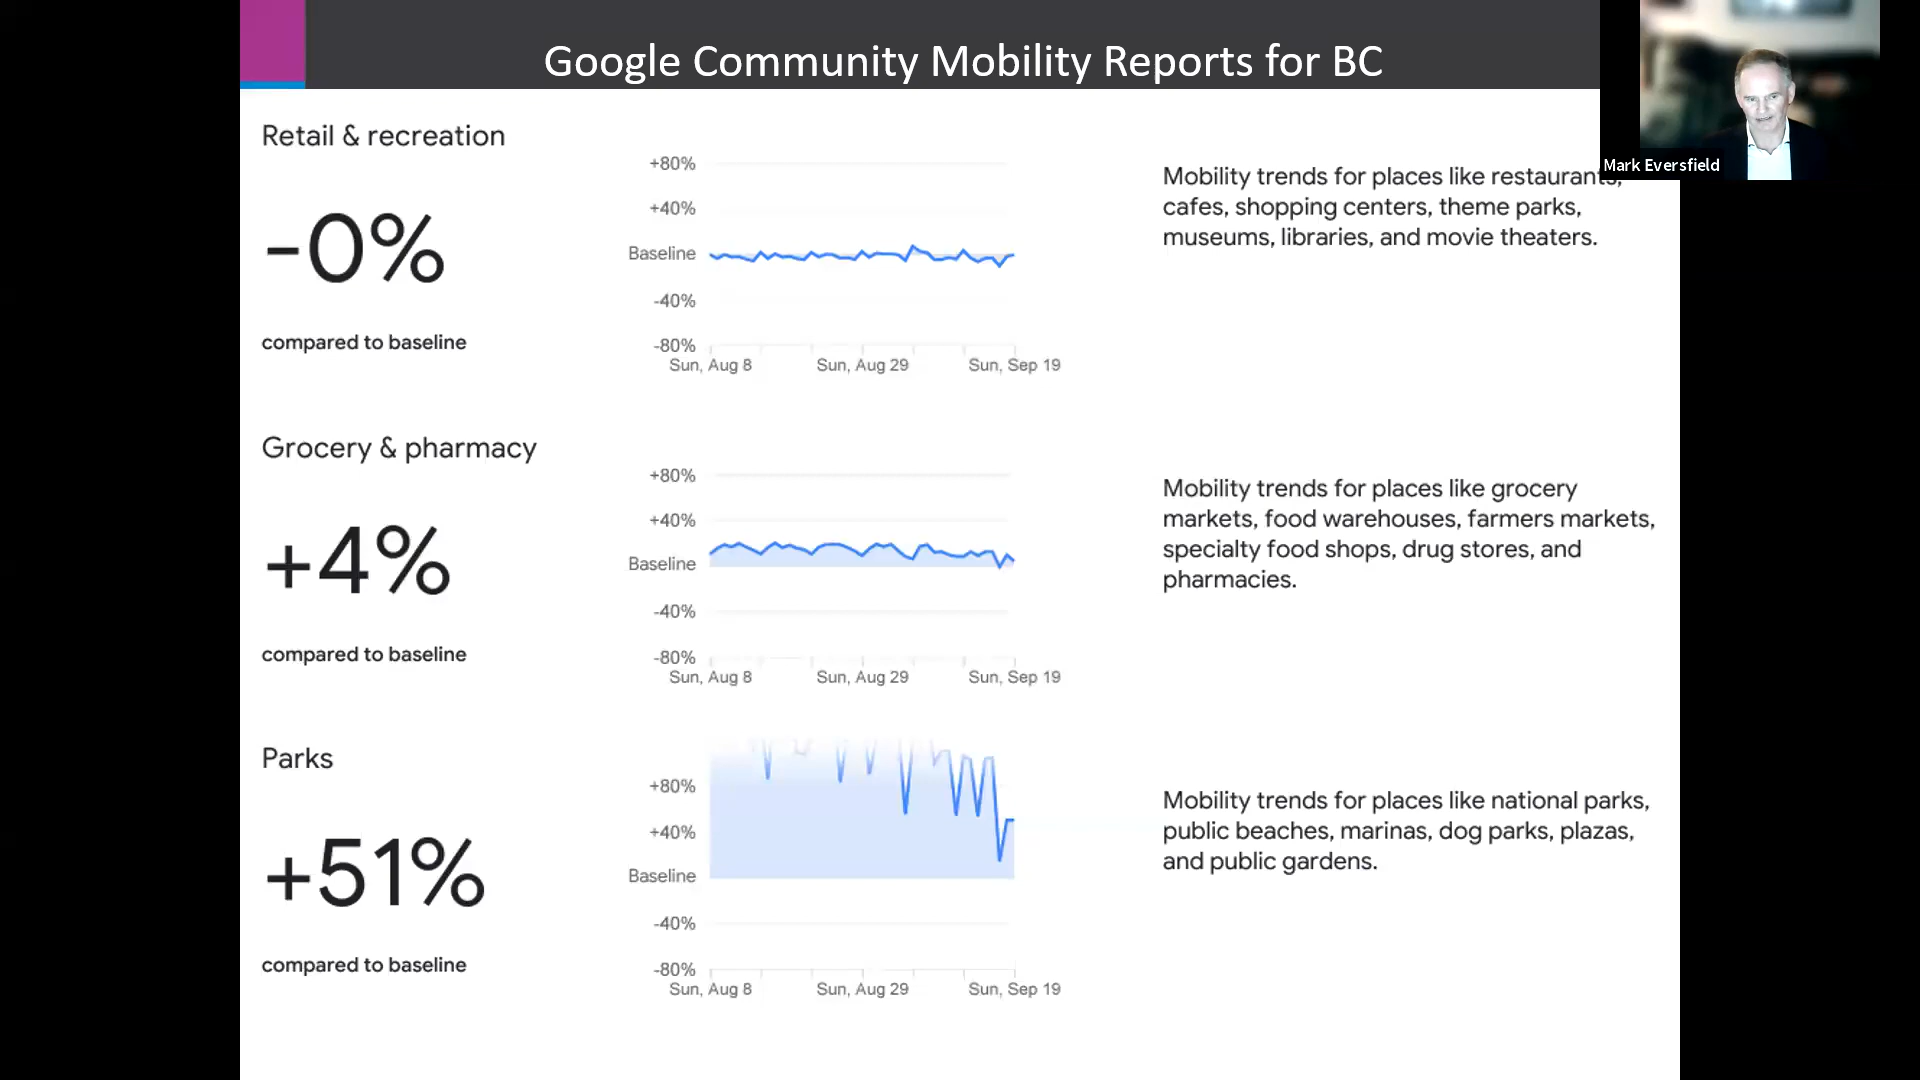 Google Community Mobility Reports for BC
Mark Eversfield
Retail & recreation
-0%
compared to baseline
+80%
+40%
Baseline
-40%
-80%
Sun, Aug 8 Sun, Aug 29 Sun, Sep 19
Mobility trends for places like restaurants,
cafes, shopping centers, theme parks,
museums, libraries, and movie theaters.
Grocery & pharmacy
+4%
compared to baseline
+80%
+40%
Baseline
-40%
-80%
Sun, Aug 8 Sun, Aug 29 Sun, Sep 19
Mobility trends for places like grocery
markets, food warehouses, farmers markets,
specialty food shops, drug stores, and
pharmacies.
Parks
+51%
compared to baseline
+80%
+40%
Baseline
-40%
-80%
Sun, Aug 8 Sun, Aug 29 Sun, Sep 19
Mobility trends for places like national parks,
public beaches, marinas, dog parks, plazas,
and public gardens.